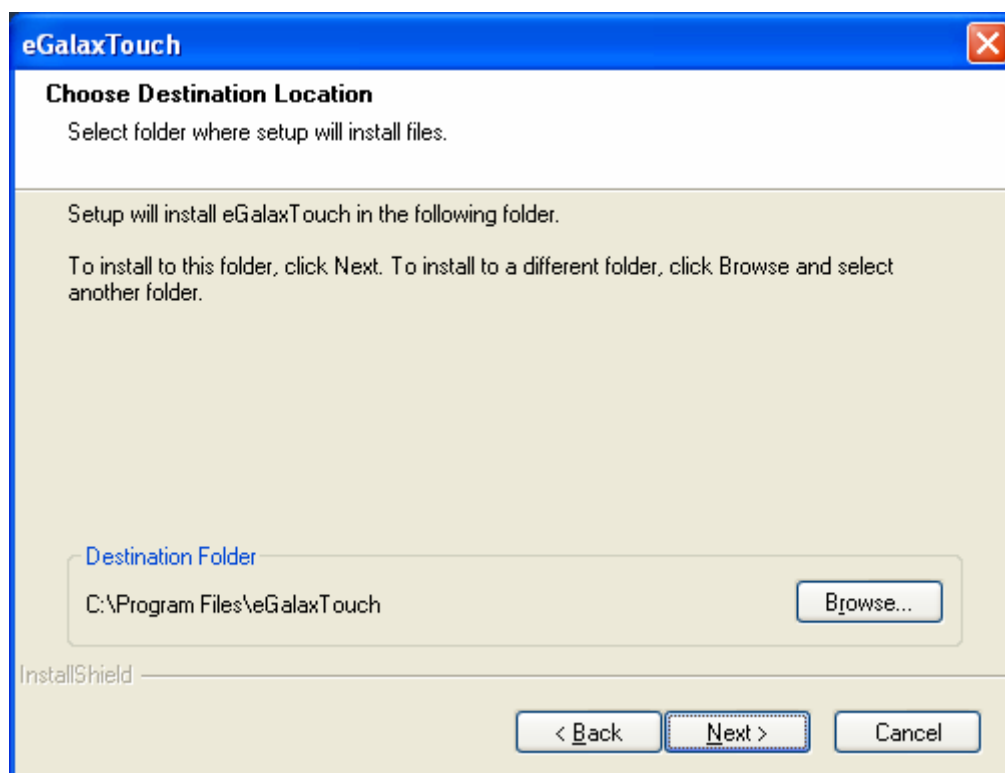 eGalaxTouch
Choose Destination Location
Select folder where setup will install files.
Setup will install eGalaxTouch in the following folder.
To install to this folder, click Next. To install to a different folder, click Browse and select
another folder.
Destination Folder
C:\Program Files\eGalaxTouch
Browse...
InstallShield
< Back
Next >
Cancel